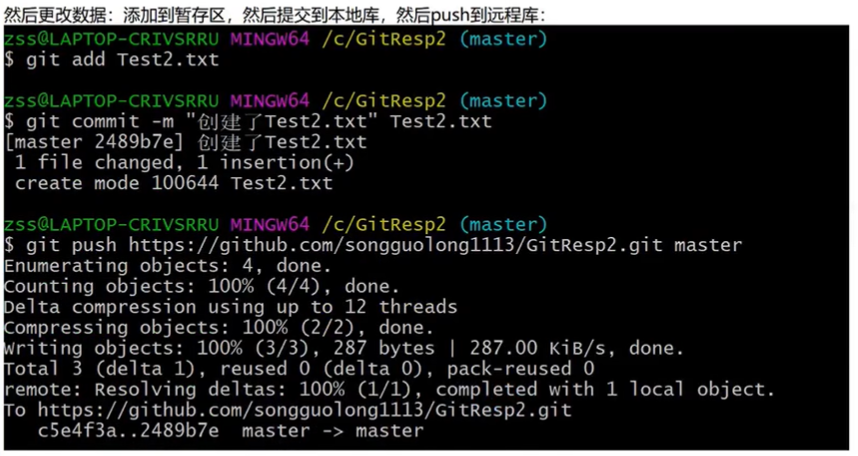 然后更改数据：添加到暂存区，然后提交到本地库，然后push到远程库：
zss@LAPTOP-CRIVSRRU MINGW64 /c/GitResp2 (master)
$ git add Test2.txt
zss@LAPTOP-CRIVSRRU MINGW64 /c/GitResp2 (master)
$ git commit -m "创建了Test2.txt" Test2.txt
[master 2489b7e] 创建了Test2.txt
 1 file changed, 1 insertion(+)
 create mode 100644 Test2.txt
zss@LAPTOP-CRIVSRRU MINGW64 /c/GitResp2 (master)
$ git push https://github.com/songguolong1113/GitResp2.git master
Enumerating objects: 4, done.
Counting objects: 100% (4/4), done.
Delta compression using up to 12 threads
Compressing objects: 100% (2/2), done.
Writing objects: 100% (3/3), 287 bytes | 287.00 KiB/s, done.
Total 3 (delta 1), reused 0 (delta 0), pack-reused 0
remote: Resolving deltas: 100% (1/1), completed with 1 local object.
To https://github.com/songguolong1113/GitResp2.git
   c5e4f3a..2489b7e  master -> master